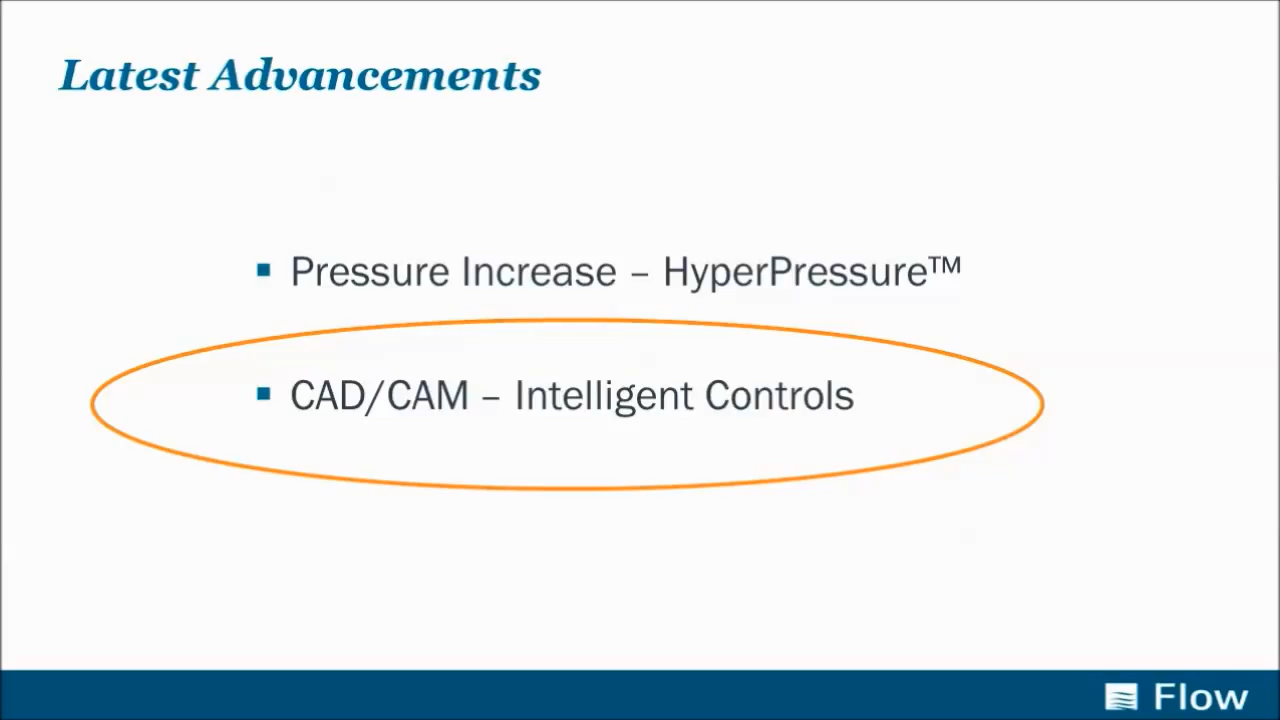 Latest Advancements
▪ Pressure Increase – HyperPressure™
▪ CAD/CAM – Intelligent Controls
Flow